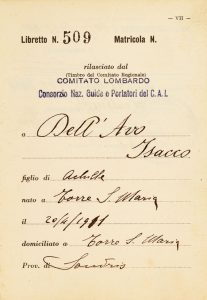 — VII —
Libretto N. 509 Matricola N.
rilasciato dal
(Timbro del Comitato Regionale)
COMITATO LOMBARDO
Consorzio Naz. Guide e Portatori del C.A.I.
a Dell'Avo
Isacco
figlio di Achille
nato a Torre S. Maria
il 20/4/1911
domiciliato a Torre S. Maria
Prov. di Sondrio